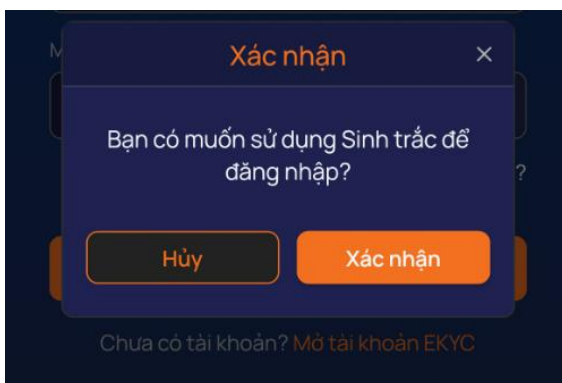 M
Xác nhận
Bạn có muốn sử dụng Sinh trắc để
đăng nhập?
?
Hủy
Xác nhận
Chưa có tài khoản? Mở tài khoản EKYC